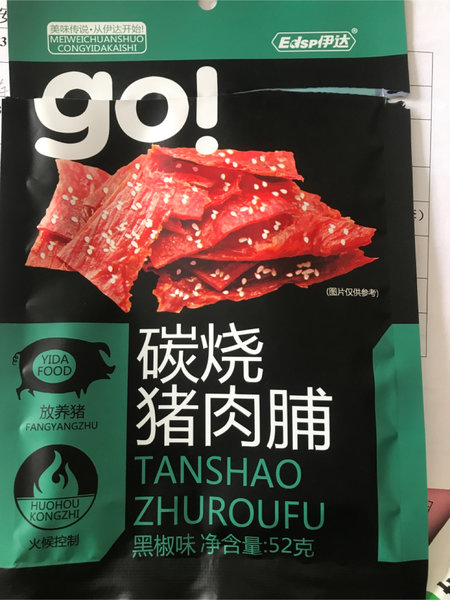 美味传说·从伊达开始!
MEIWEICHUANSHUO
CONGYIDAKAISHI
Edsp伊达®
go!
(图片仅供参考)
YIDA
FOOD
放养猪
FANGYANGZHU
HUOHOU
KONGZHI
火候控制
碳烧
猪肉脯
TANSHAO
ZHUROUFU
黑椒味 净含量:52克